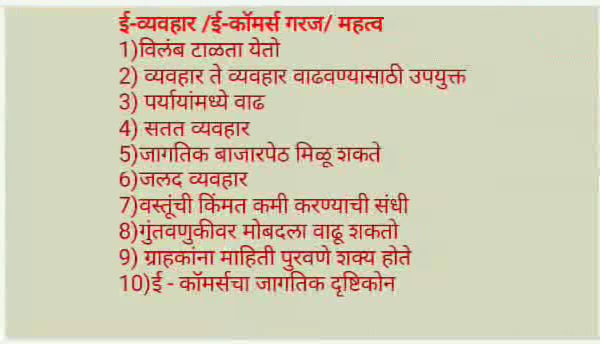 ई-व्यवहार /ई-कॉमर्स गरज/ महत्व
1)विलंब टाळता येतो
2) व्यवहार ते व्यवहार वाढवण्यासाठी उपयुक्त
3) पर्यायांमध्ये वाढ
4) सतत व्यवहार
5)जागतिक बाजारपेठ मिळू शकते
6)जलद व्यवहार
7)वस्तूंची किंमत कमी करण्याची संधी
8)गुंतवणुकीवर मोबदला वाढू शकतो
9) ग्राहकांना माहिती पुरवणे शक्य होते
10)ई - कॉमर्सचा जागतिक दृष्टिकोन